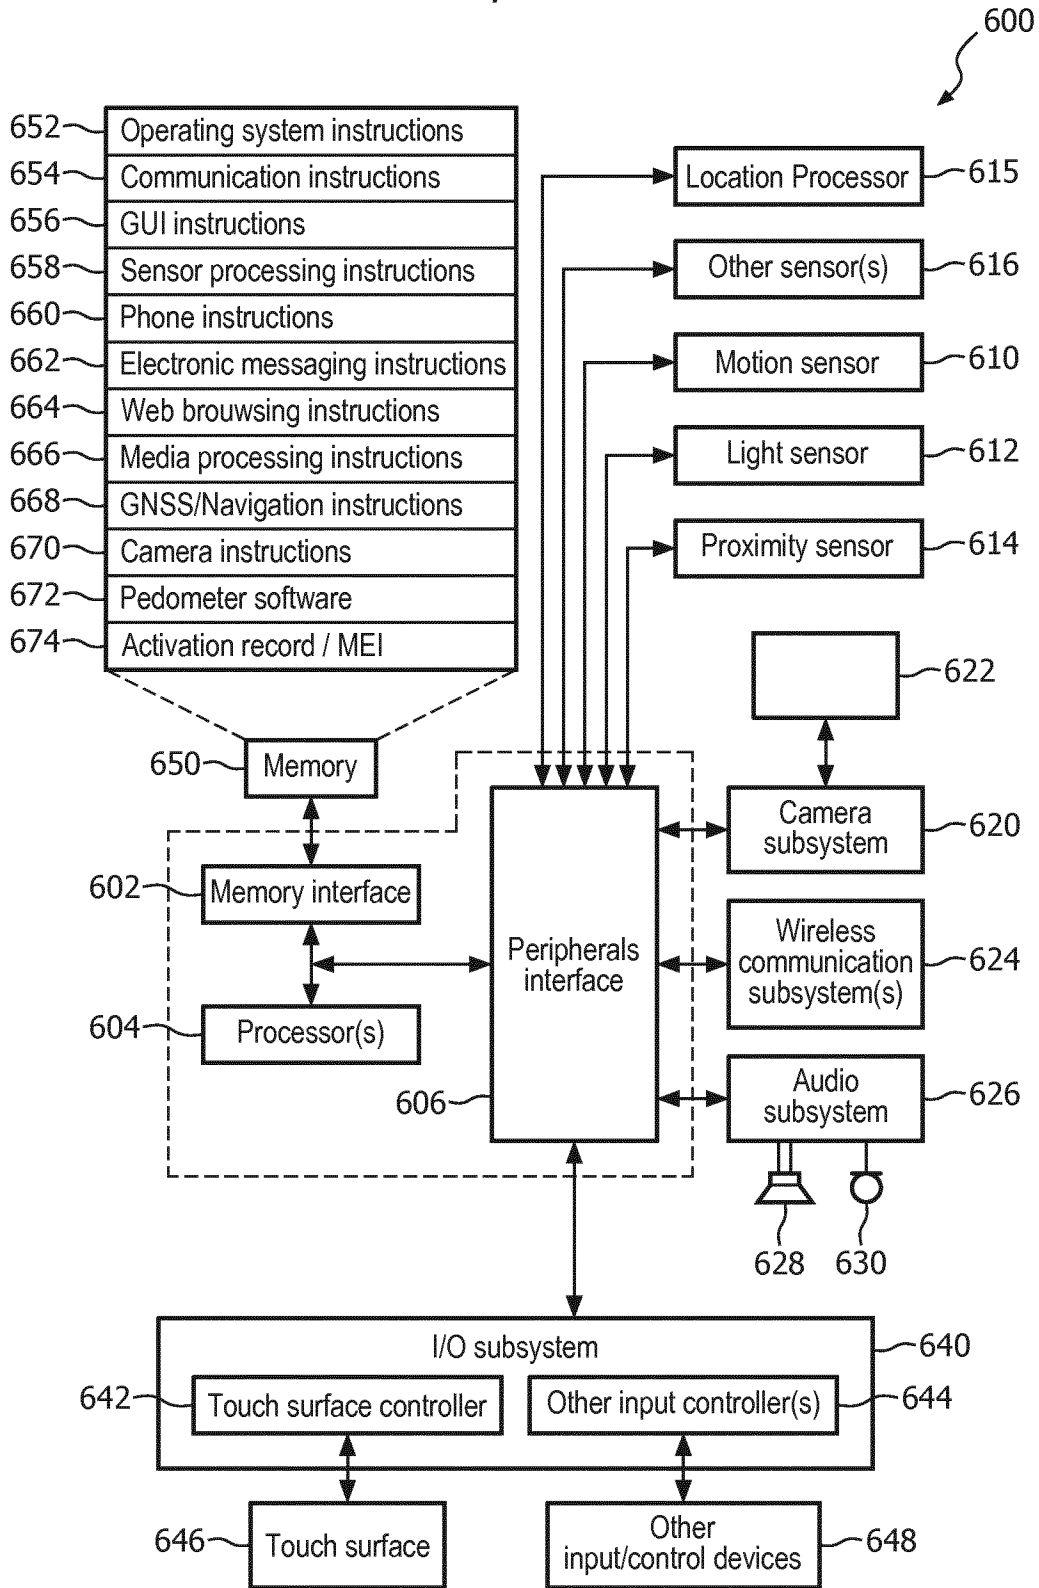 600
652 Operating system instructions
654 Communication instructions
656 GUI instructions
658 Sensor processing instructions
660 Phone instructions
662 Electronic messaging instructions
664 Web brouwsing instructions
666 Media processing instructions
668 GNSS/Navigation instructions
670 Camera instructions
672 Pedometer software
674 Activation record / MEI
Location Processor 615
Other sensor(s) 616
Motion sensor 610
Light sensor 612
Proximity sensor 614
622
650 Memory
Camera
subsystem
620
602 Memory interface
Peripherals
interface
606
Wireless
communication
subsystem(s)
624
604 Processor(s)
Audio
subsystem
626
628
630
I/O subsystem
640
642 Touch surface controller
Other input controller(s) 644
646 Touch surface
Other
input/control devices
648